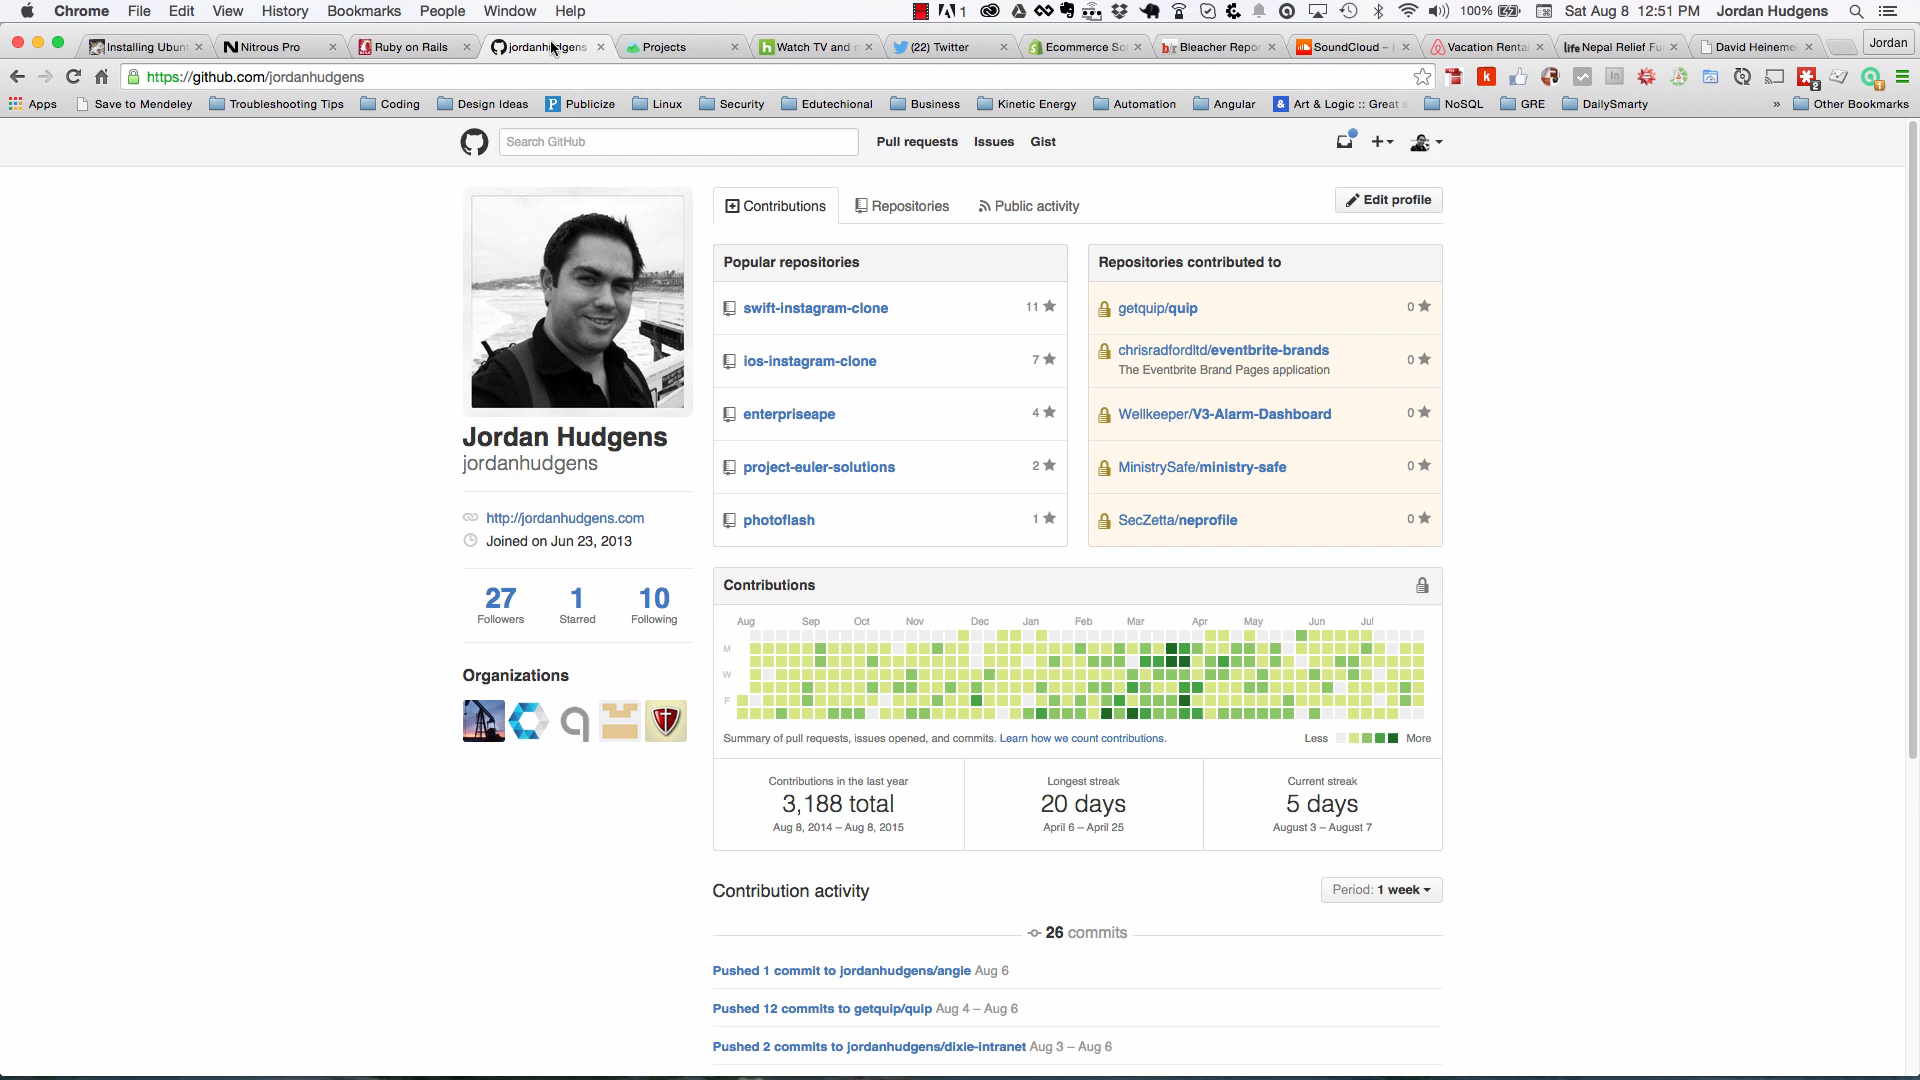 Chrome File Edit View History Bookmarks People Window Help 1 100% Sat Aug 8 12:51 PM Jordan Hudgens
Installing Ubun Nitrous Pro Ruby on Rails jordanhudgens Projects Watch TV and m (22) Twitter Ecommerce So Bleacher Repor SoundCloud – Vacation Renta Nepal Relief Fu David Heineme Jordan
https://github.com/jordanhudgens
Apps Save to Mendeley Troubleshooting Tips Coding Design Ideas Publicize Linux Security Edutechional Business Kinetic Energy Automation Angular Art & Logic :: Great NoSQL GRE DailySmarty » Other Bookmarks
Search GitHub Pull requests Issues Gist
Contributions Repositories Public activity Edit profile
Popular repositories
swift-instagram-clone 11
ios-instagram-clone 7
enterpriseape 4
project-euler-solutions 2
photoflash 1
Repositories contributed to
getquip/quip 0
chrisradfordltd/eventbrite-brands 0
The Eventbrite Brand Pages application
Wellkeeper/V3-Alarm-Dashboard 0
MinistrySafe/ministry-safe 0
SecZetta/neprofile 0
Jordan Hudgens
jordanhudgens
http://jordanhudgens.com
Joined on Jun 23, 2013
27 1 10
Followers Starred Following
Organizations
Contributions
Aug Sep Oct Nov Dec Jan Feb Mar Apr May Jun Jul
M
W
F
Summary of pull requests, issues opened, and commits. Learn how we count contributions. Less More
Contributions in the last year
3,188 total
Aug 8, 2014 – Aug 8, 2015
Longest streak
20 days
April 6 – April 25
Current streak
5 days
August 3 – August 7
Contribution activity Period: 1 week
26 commits
Pushed 1 commit to jordanhudgens/angie Aug 6
Pushed 12 commits to getquip/quip Aug 4 – Aug 6
Pushed 2 commits to jordanhudgens/dixie-intranet Aug 3 – Aug 6